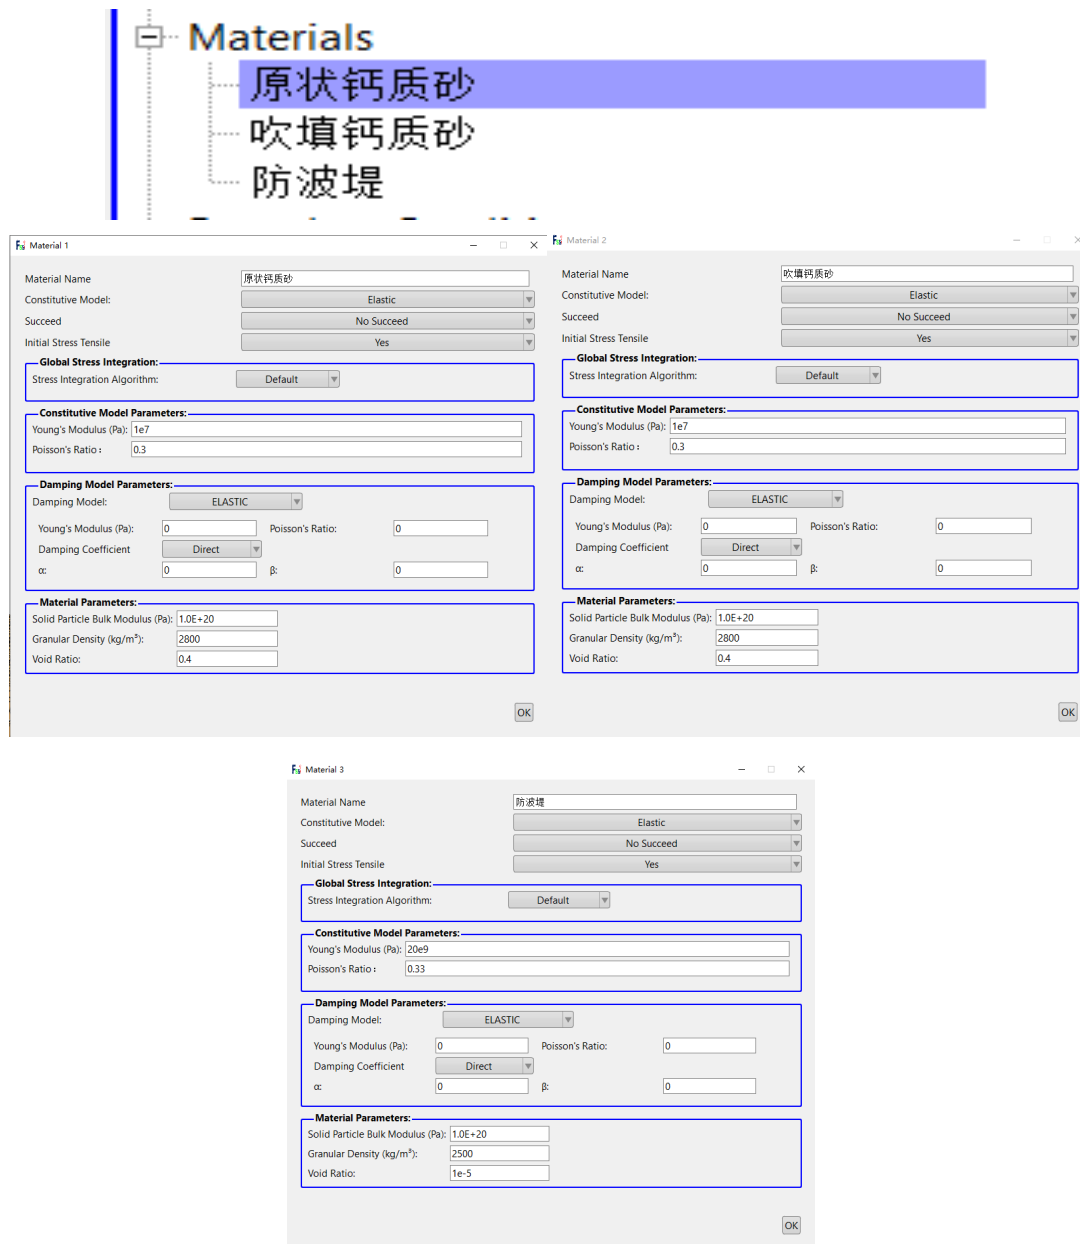 Materials
原状钙质砂
吹填钙质砂
防波堤
Material 1
Material Name 原状钙质砂
Constitutive Model: Elastic
Succeed No Succeed
Initial Stress Tensile Yes
Global Stress Integration:
Stress Integration Algorithm: Default
Constitutive Model Parameters:
Young's Modulus (Pa): 1e7
Poisson's Ratio: 0.3
Damping Model Parameters:
Damping Model: ELASTIC
Young's Modulus (Pa): 0 Poisson's Ratio: 0
Damping Coefficient Direct
α: 0 β: 0
Material Parameters:
Solid Particle Bulk Modulus (Pa): 1.0E+20
Granular Density (kg/m³): 2800
Void Ratio: 0.4
OK
Material 2
Material Name 吹填钙质砂
Constitutive Model: Elastic
Succeed No Succeed
Initial Stress Tensile Yes
Global Stress Integration:
Stress Integration Algorithm: Default
Constitutive Model Parameters:
Young's Modulus (Pa): 1e7
Poisson's Ratio: 0.3
Damping Model Parameters:
Damping Model: ELASTIC
Young's Modulus (Pa): 0 Poisson's Ratio: 0
Damping Coefficient Direct
α: 0 β: 0
Material Parameters:
Solid Particle Bulk Modulus (Pa): 1.0E+20
Granular Density (kg/m³): 2800
Void Ratio: 0.4
OK
Material 3
Material Name 防波堤
Constitutive Model: Elastic
Succeed No Succeed
Initial Stress Tensile Yes
Global Stress Integration:
Stress Integration Algorithm: Default
Constitutive Model Parameters:
Young's Modulus (Pa): 20e9
Poisson's Ratio: 0.33
Damping Model Parameters:
Damping Model: ELASTIC
Young's Modulus (Pa): 0 Poisson's Ratio: 0
Damping Coefficient Direct
α: 0 β: 0
Material Parameters:
Solid Particle Bulk Modulus (Pa): 1.0E+20
Granular Density (kg/m³): 2500
Void Ratio: 1e-5
OK